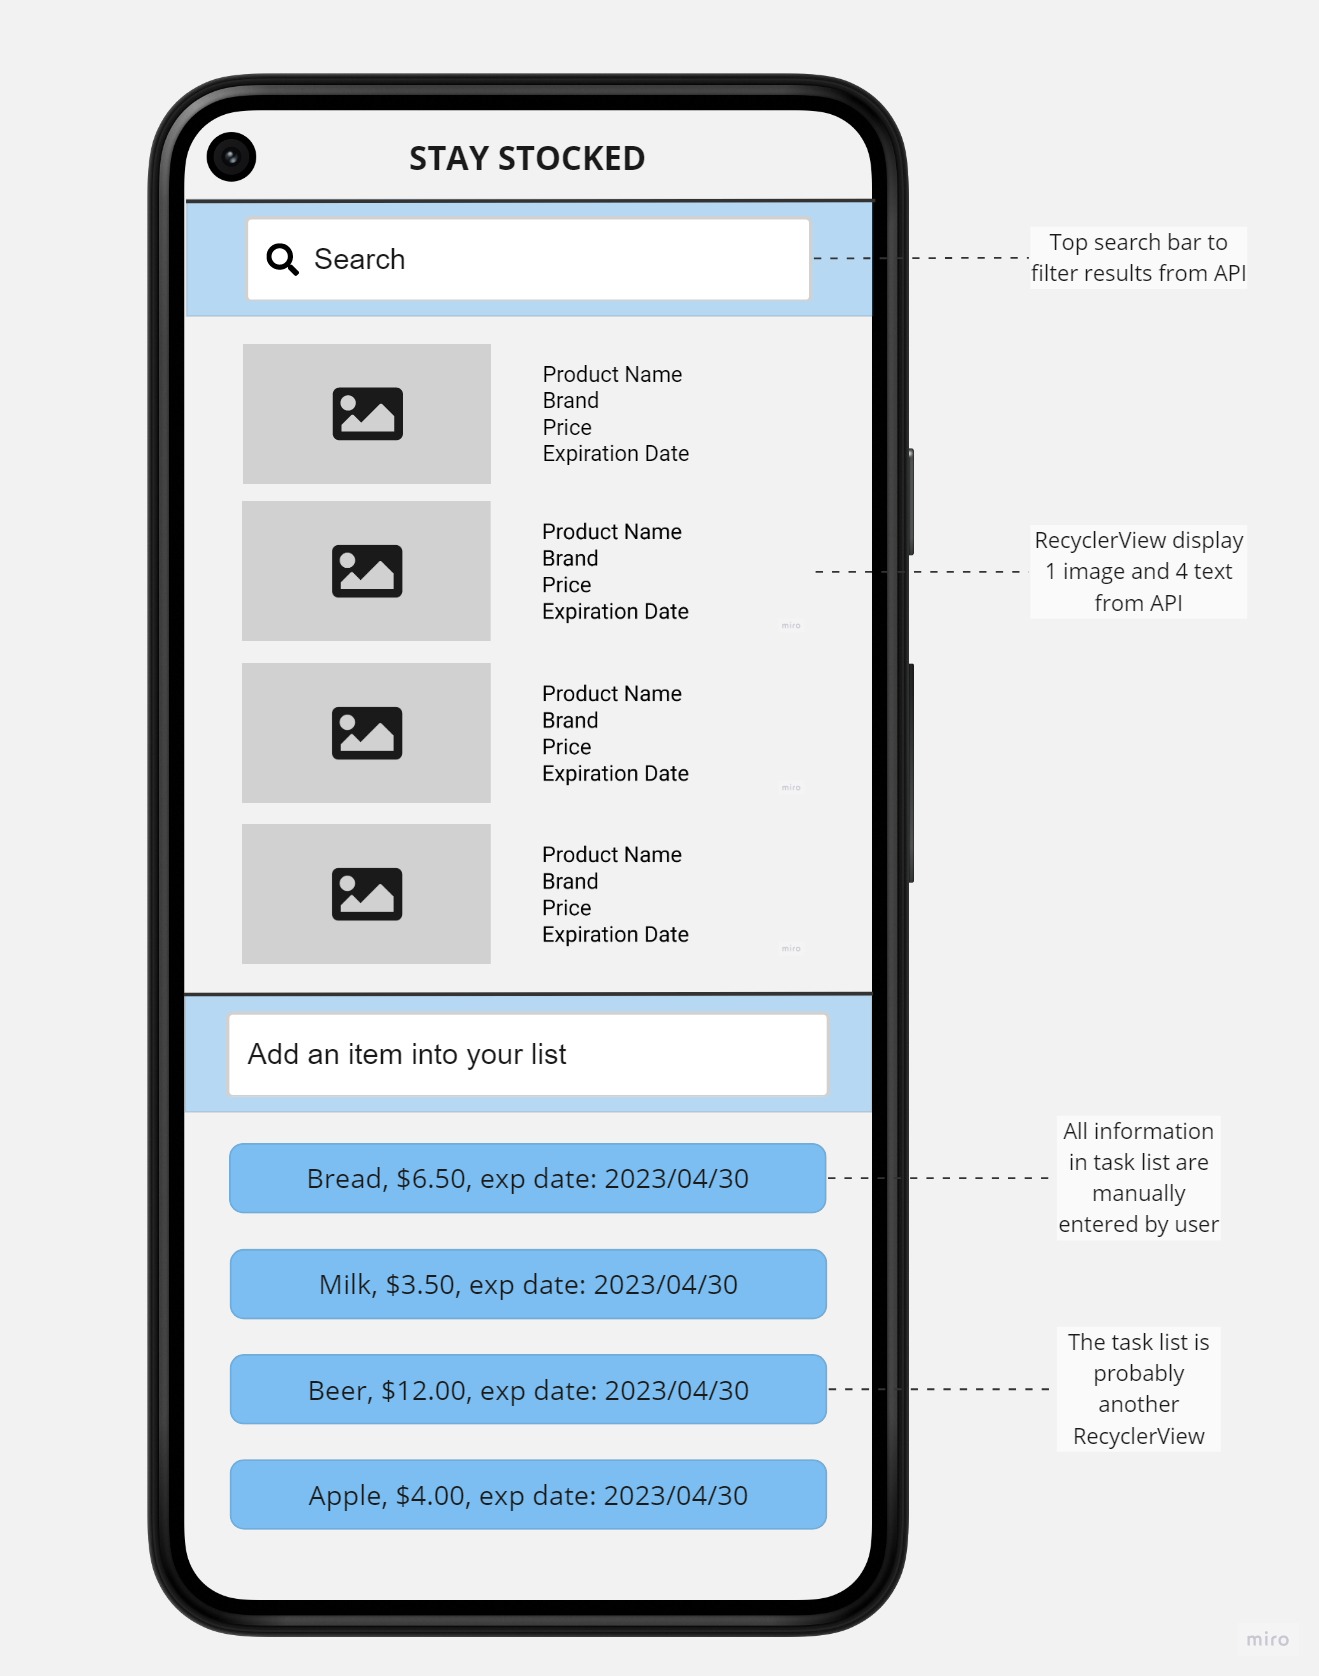 STAY STOCKED
Search
Top search bar to
filter results from API
Product Name
Brand
Price
Expiration Date
Product Name
Brand
Price
Expiration Date
miro
RecyclerView display
1 image and 4 text
from API
Product Name
Brand
Price
Expiration Date
miro
Product Name
Brand
Price
Expiration Date
miro
Add an item into your list
Bread, $6.50, exp date: 2023/04/30
All information
in task list are
manually
entered by user
Milk, $3.50, exp date: 2023/04/30
Beer, $12.00, exp date: 2023/04/30
The task list is
probably
another
RecyclerView
Apple, $4.00, exp date: 2023/04/30
miro